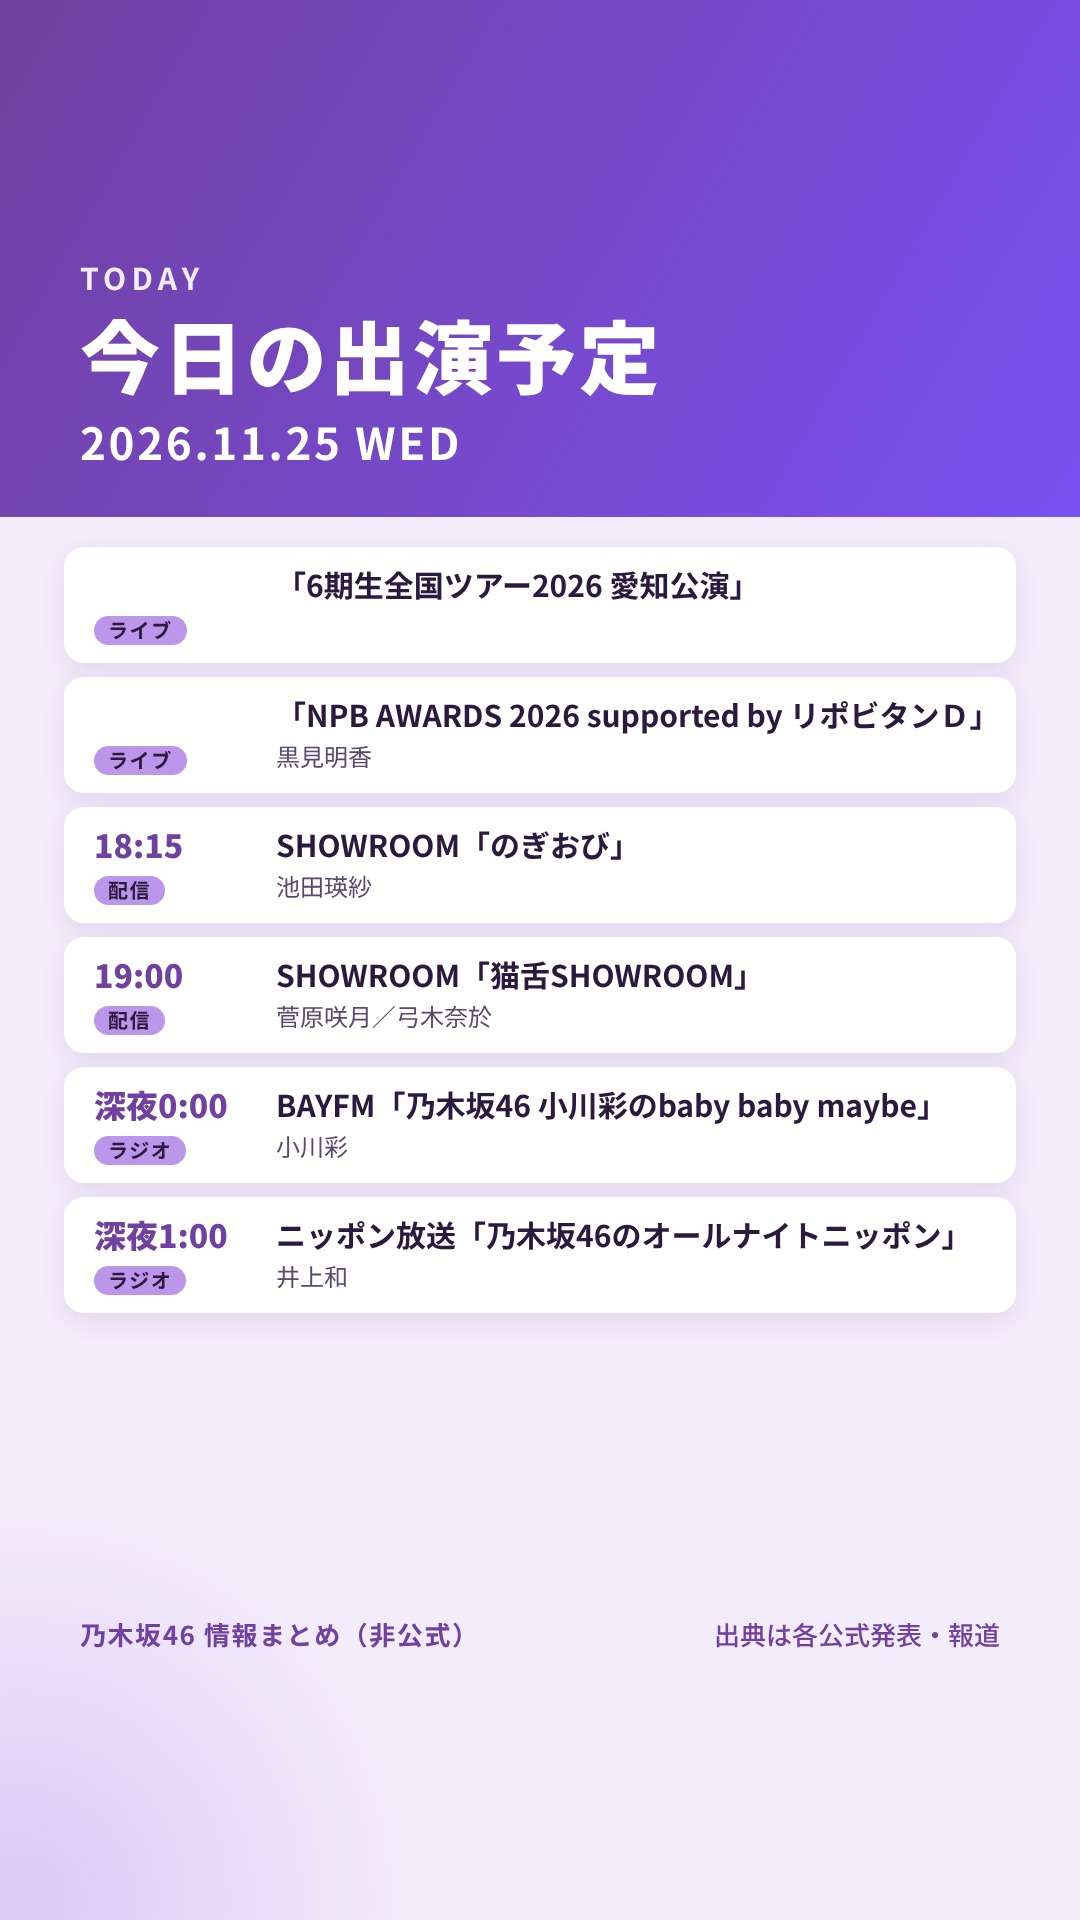 TODAY
今日の出演予定
2026.11.25 WED
「6期生全国ツアー2026 愛知公演」
ライブ
「NPB AWARDS 2026 supported by リポビタンＤ」
ライブ
黒見明香
18:15
SHOWROOM「のぎおび」
配信
池田瑛紗
19:00
SHOWROOM「猫舌SHOWROOM」
配信
菅原咲月／弓木奈於
深夜0:00
BAYFM「乃木坂46 小川彩のbaby baby maybe」
ラジオ
小川彩
深夜1:00
ニッポン放送「乃木坂46のオールナイトニッポン」
ラジオ
井上和
乃木坂46 情報まとめ（非公式）
出典は各公式発表・報道